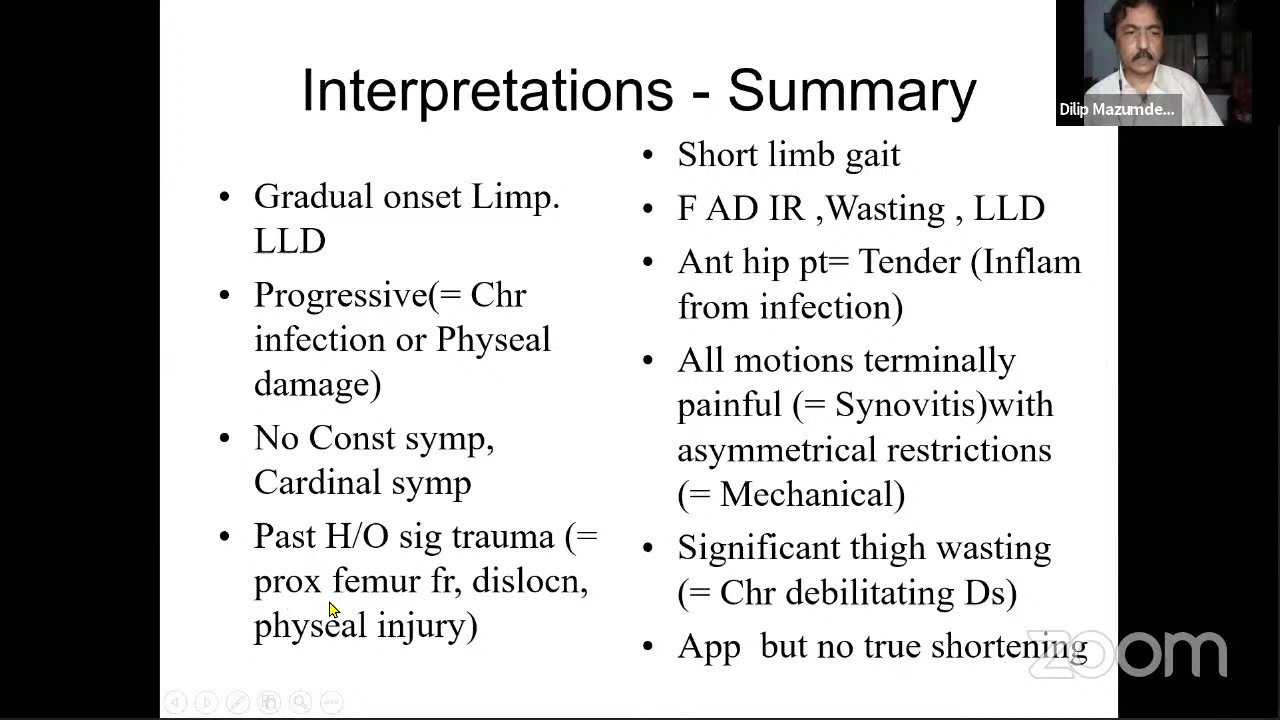 Interpretations - Summary
Dilip Mazumde...
• Gradual onset Limp.
LLD
• Progressive(= Chr
infection or Physeal
damage)
• No Const symp,
Cardinal symp
• Past H/O sig trauma (=
prox femur fr, dislocn,
physeal injury)
• Short limb gait
• F AD IR ,Wasting , LLD
• Ant hip pt= Tender (Inflam
from infection)
• All motions terminally
painful (= Synovitis)with
asymmetrical restrictions
(= Mechanical)
• Significant thigh wasting
(= Chr debilitating Ds)
• App  but no true shortening
zoom